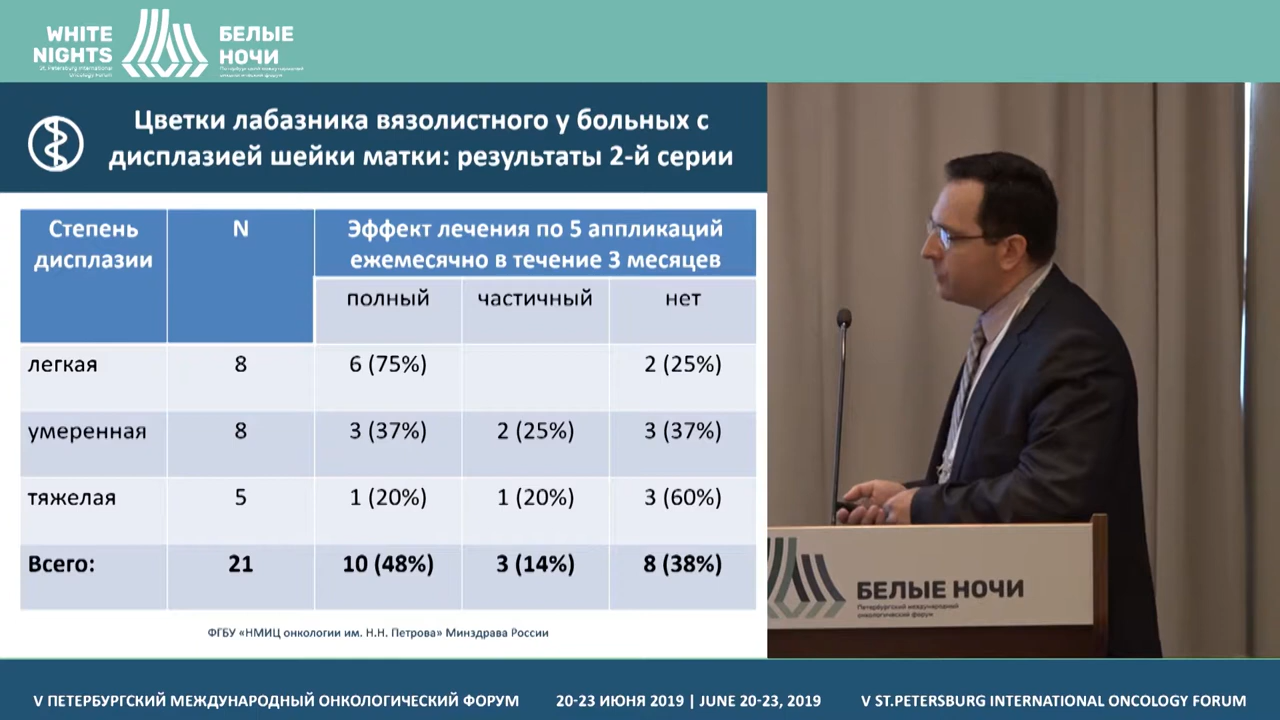 WHITE
NIGHTS
St. Petersburg International
Oncology Forum
БЕЛЫЕ
НОЧИ
Петербургский международный
онкологический форум
Цветки лабазника вязолистного у больных с
дисплазией шейки матки: результаты 2-й серии
Степень
дисплазии
N
Эффект лечения по 5 аппликаций
ежемесячно в течение 3 месяцев
полный частичный нет
легкая 8 6 (75%) 2 (25%)
умеренная 8 3 (37%) 2 (25%) 3 (37%)
тяжелая 5 1 (20%) 1 (20%) 3 (60%)
Всего: 21 10 (48%) 3 (14%) 8 (38%)
ФГБУ «НМИЦ онкологии им. Н.Н. Петрова» Минздрава России
БЕЛЫЕ НОЧИ
Петербургский международный
онкологический форум
V ПЕТЕРБУРГСКИЙ МЕЖДУНАРОДНЫЙ ОНКОЛОГИЧЕСКИЙ ФОРУМ 20-23 ИЮНЯ 2019 | JUNE 20-23, 2019 V ST.PETERSBURG INTERNATIONAL ONCOLOGY FORUM